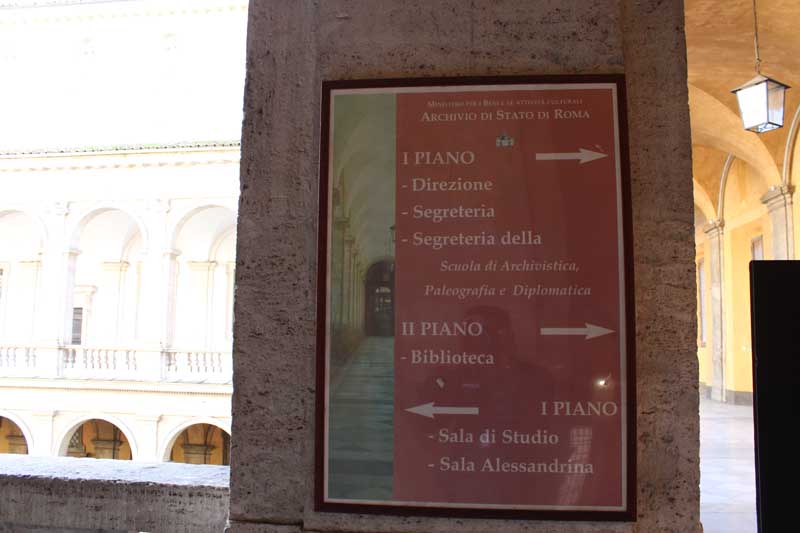 Ministero per i Beni e le attività culturali
Archivio di Stato di Roma
I PIANO
- Direzione
- Segreteria
- Segreteria della
Scuola di Archivistica,
Paleografia e Diplomatica
II PIANO
- Biblioteca
I PIANO
- Sala di Studio
- Sala Alessandrina